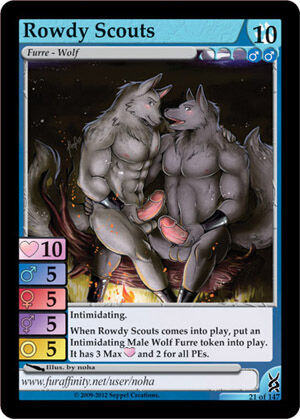 Rowdy Scouts
10
Furre - Wolf
10
5
5
5
5
Intimidating.
When Rowdy Scouts comes into play, put an
Intimidating Male Wolf Furre token into play.
It has 3 Max and 2 for all PEs.
Illus. by noha
www.furaffinity.net/user/noha
21 of 147
© 2009-2012 Seppel Creations.